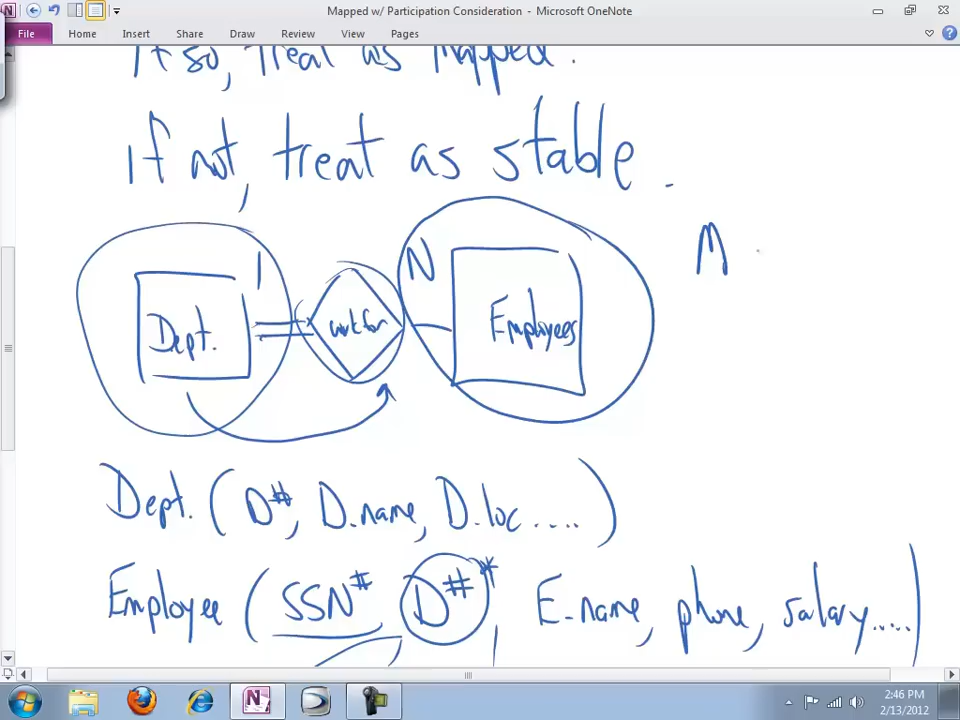 Mapped w/ Participation Consideration - Microsoft OneNote
File Home Insert Share Draw Review Pages View
If so, treat as mapped.
if not, treat as stable.
M
1 N
Dept. work for Employees
Dept. (D#, D.name, D.loc....)
Employee (SSN# D#* E-name, phone, salary.....)
2:46 PM
2/13/2012